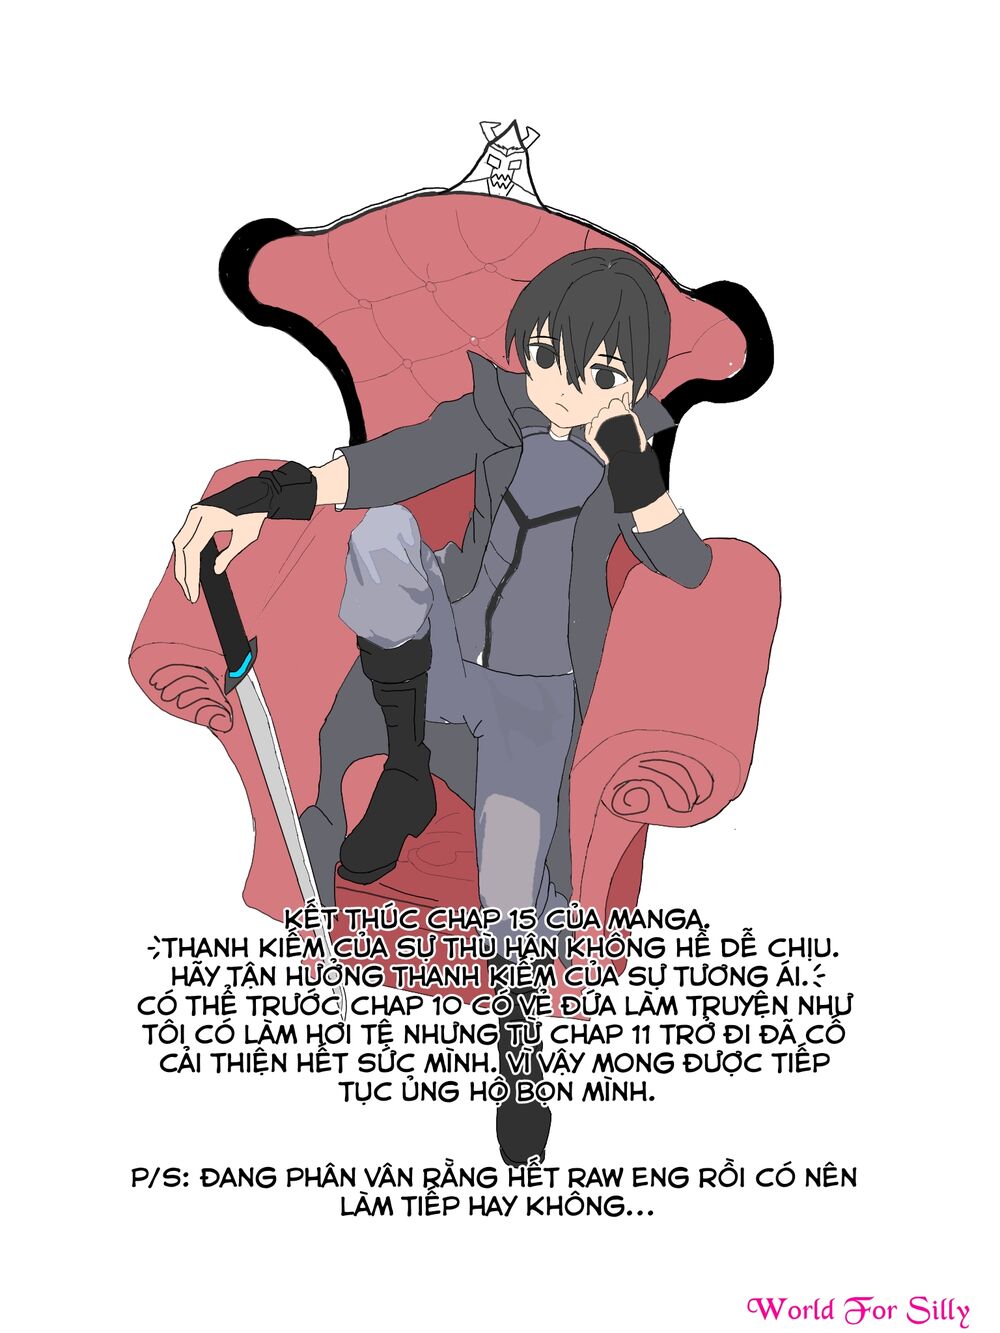 KẾT THÚC CHAP 15 CỦA MANGA.
THANH KIẾM CỦA SỰ THÙ HẬN KHÔNG HỀ DỄ CHỊU.
HÃY TẬN HƯỞNG THANH KIẾM CỦA SỰ TƯƠNG ÁI.
CÓ THỂ TRƯỚC CHAP 10 CÓ VẺ ĐỨA LÀM TRUYỆN NHƯ
TÔI CÓ LÀM HƠI TỆ NHƯNG TỪ CHAP 11 TRỞ ĐI ĐÃ CỐ
CẢI THIỆN HẾT SỨC MÌNH. VÌ VẬY MONG ĐƯỢC TIẾP
TỤC ỦNG HỘ BỌN MÌNH.
P/S: ĐANG PHÂN VÂN RẰNG HẾT RAW ENG RỒI CÓ NÊN
LÀM TIẾP HAY KHÔNG...
World For Silly